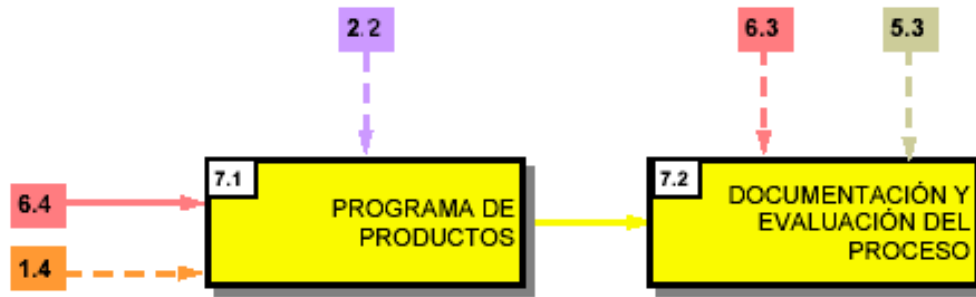 2.2
6.3
5.3
7.1
7.2
6.4
PROGRAMA DE
PRODUCTOS
DOCUMENTACIÓN Y
EVALUACIÓN DEL
PROCESO
1.4